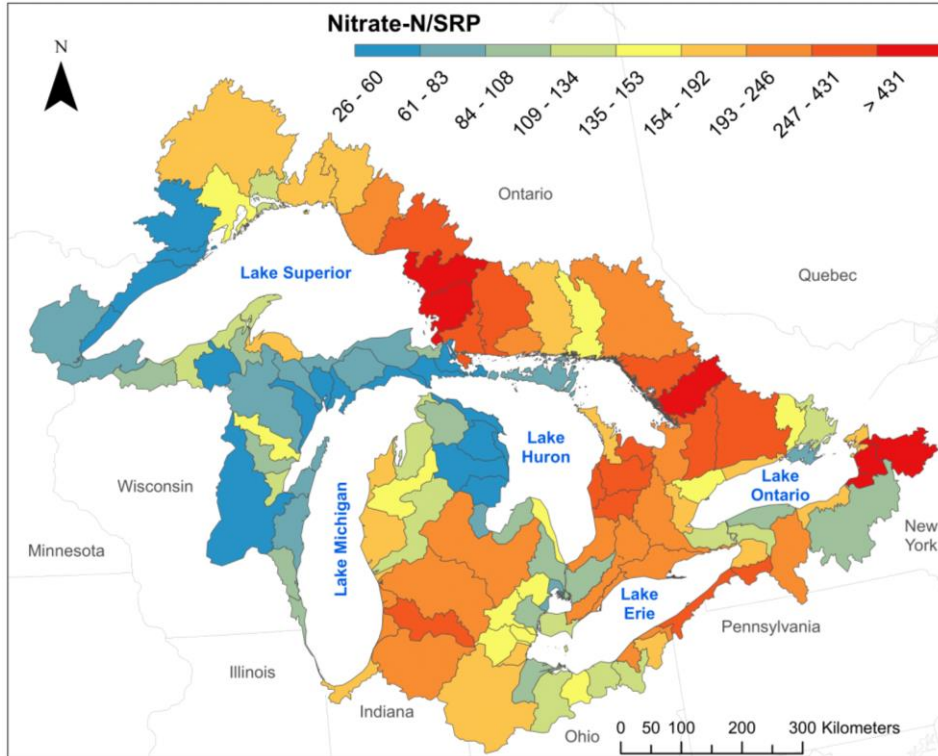 Nitrate-N/SRP
N
26 - 60
61 - 83
84 - 108
109 - 134
135 - 153
154 - 192
193 - 246
247 - 431
> 431
Ontario
Quebec
Lake Superior
Lake
Huron
Wisconsin
Lake
Ontario
Minnesota
Lake Michigan
New
York
Lake
Erie
Pennsylvania
Illinois
Indiana
Ohio
0 50 100 200 300 Kilometers